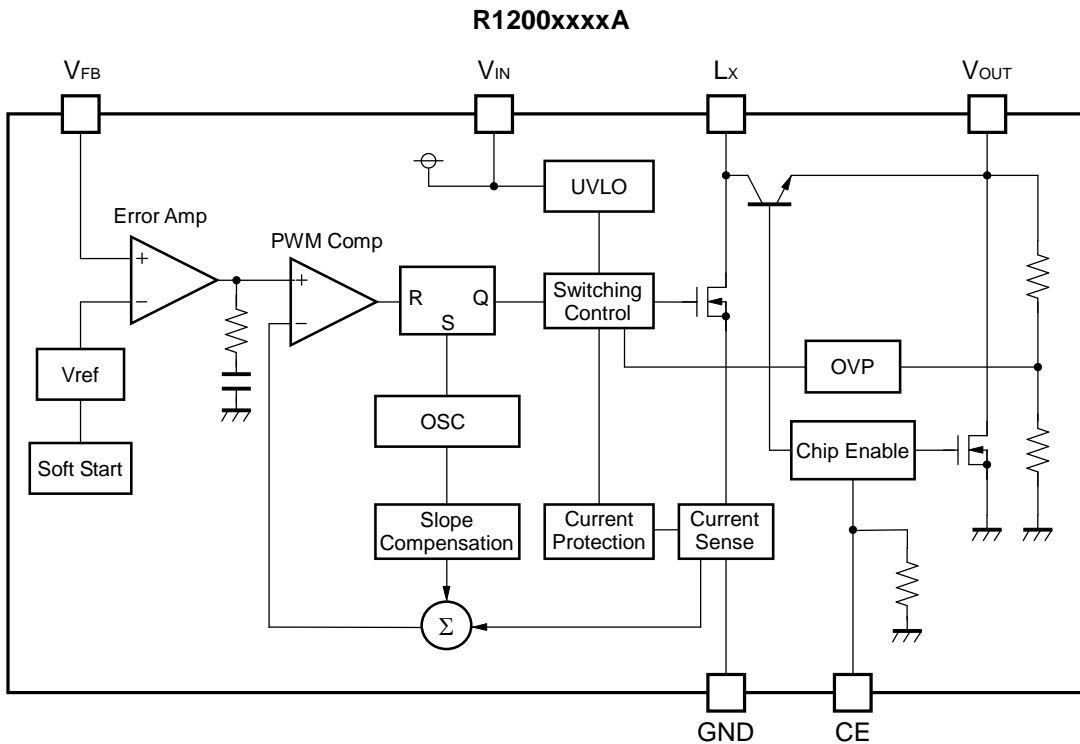 R1200xxxxA
VFB
VIN
LX
VOUT
UVLO
Error Amp
PWM Comp
+
−
+
−
R
Q
S
Switching
Control
Vref
OVP
OSC
Chip Enable
Soft Start
Slope
Compensation
Current
Protection
Current
Sense
Σ
GND
CE